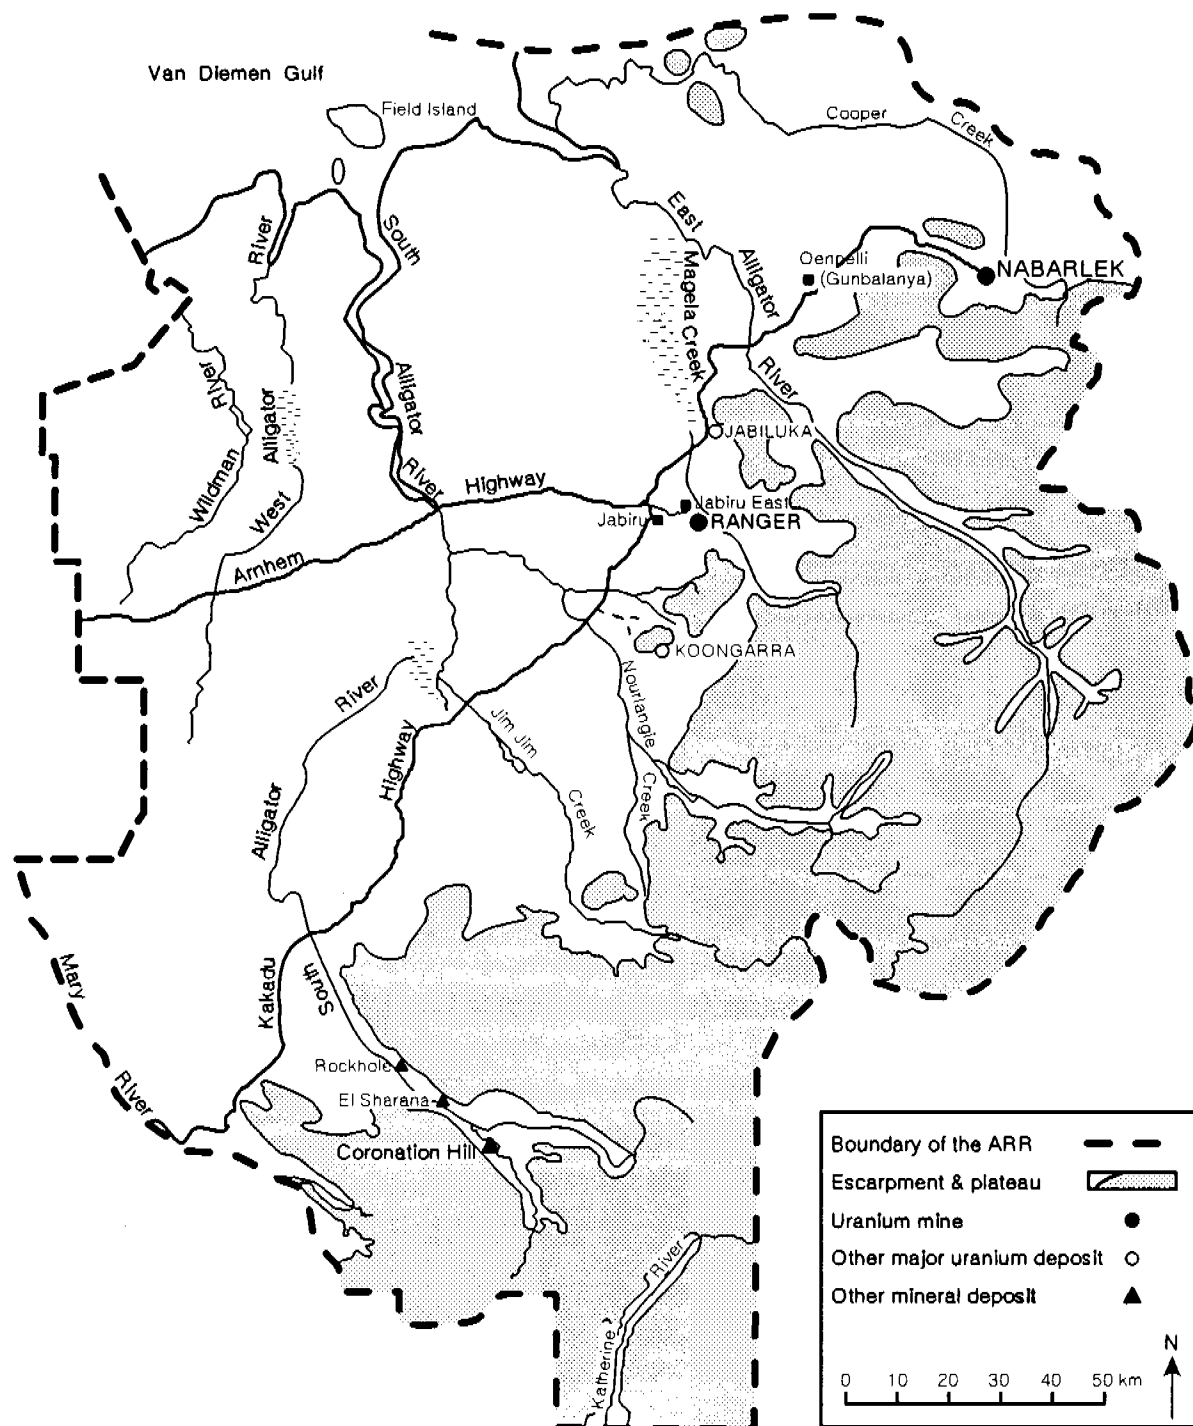 Van Diemen Gulf
Field Island
Cooper
Creek
East
Alligator
River
Oenpelli
(Gunbalanya)
NABARLEK
River
South
Magela Creek
River
Alligator
Alligator
River
JABILUKA
Wildman
West
Highway
Jabiru East
Jabiru
RANGER
Arnhem
KOONGARRA
River
Nourlangie
Creek
Jim Jim
Creek
Highway
Alligator
Mary
River
Kakadu
South
Rockhole
El Sharana
Coronation Hill
River
Katherine
Boundary of the ARR
Escarpment & plateau
Uranium mine
Other major uranium deposit
Other mineral deposit
N
0 10 20 30 40 50 km